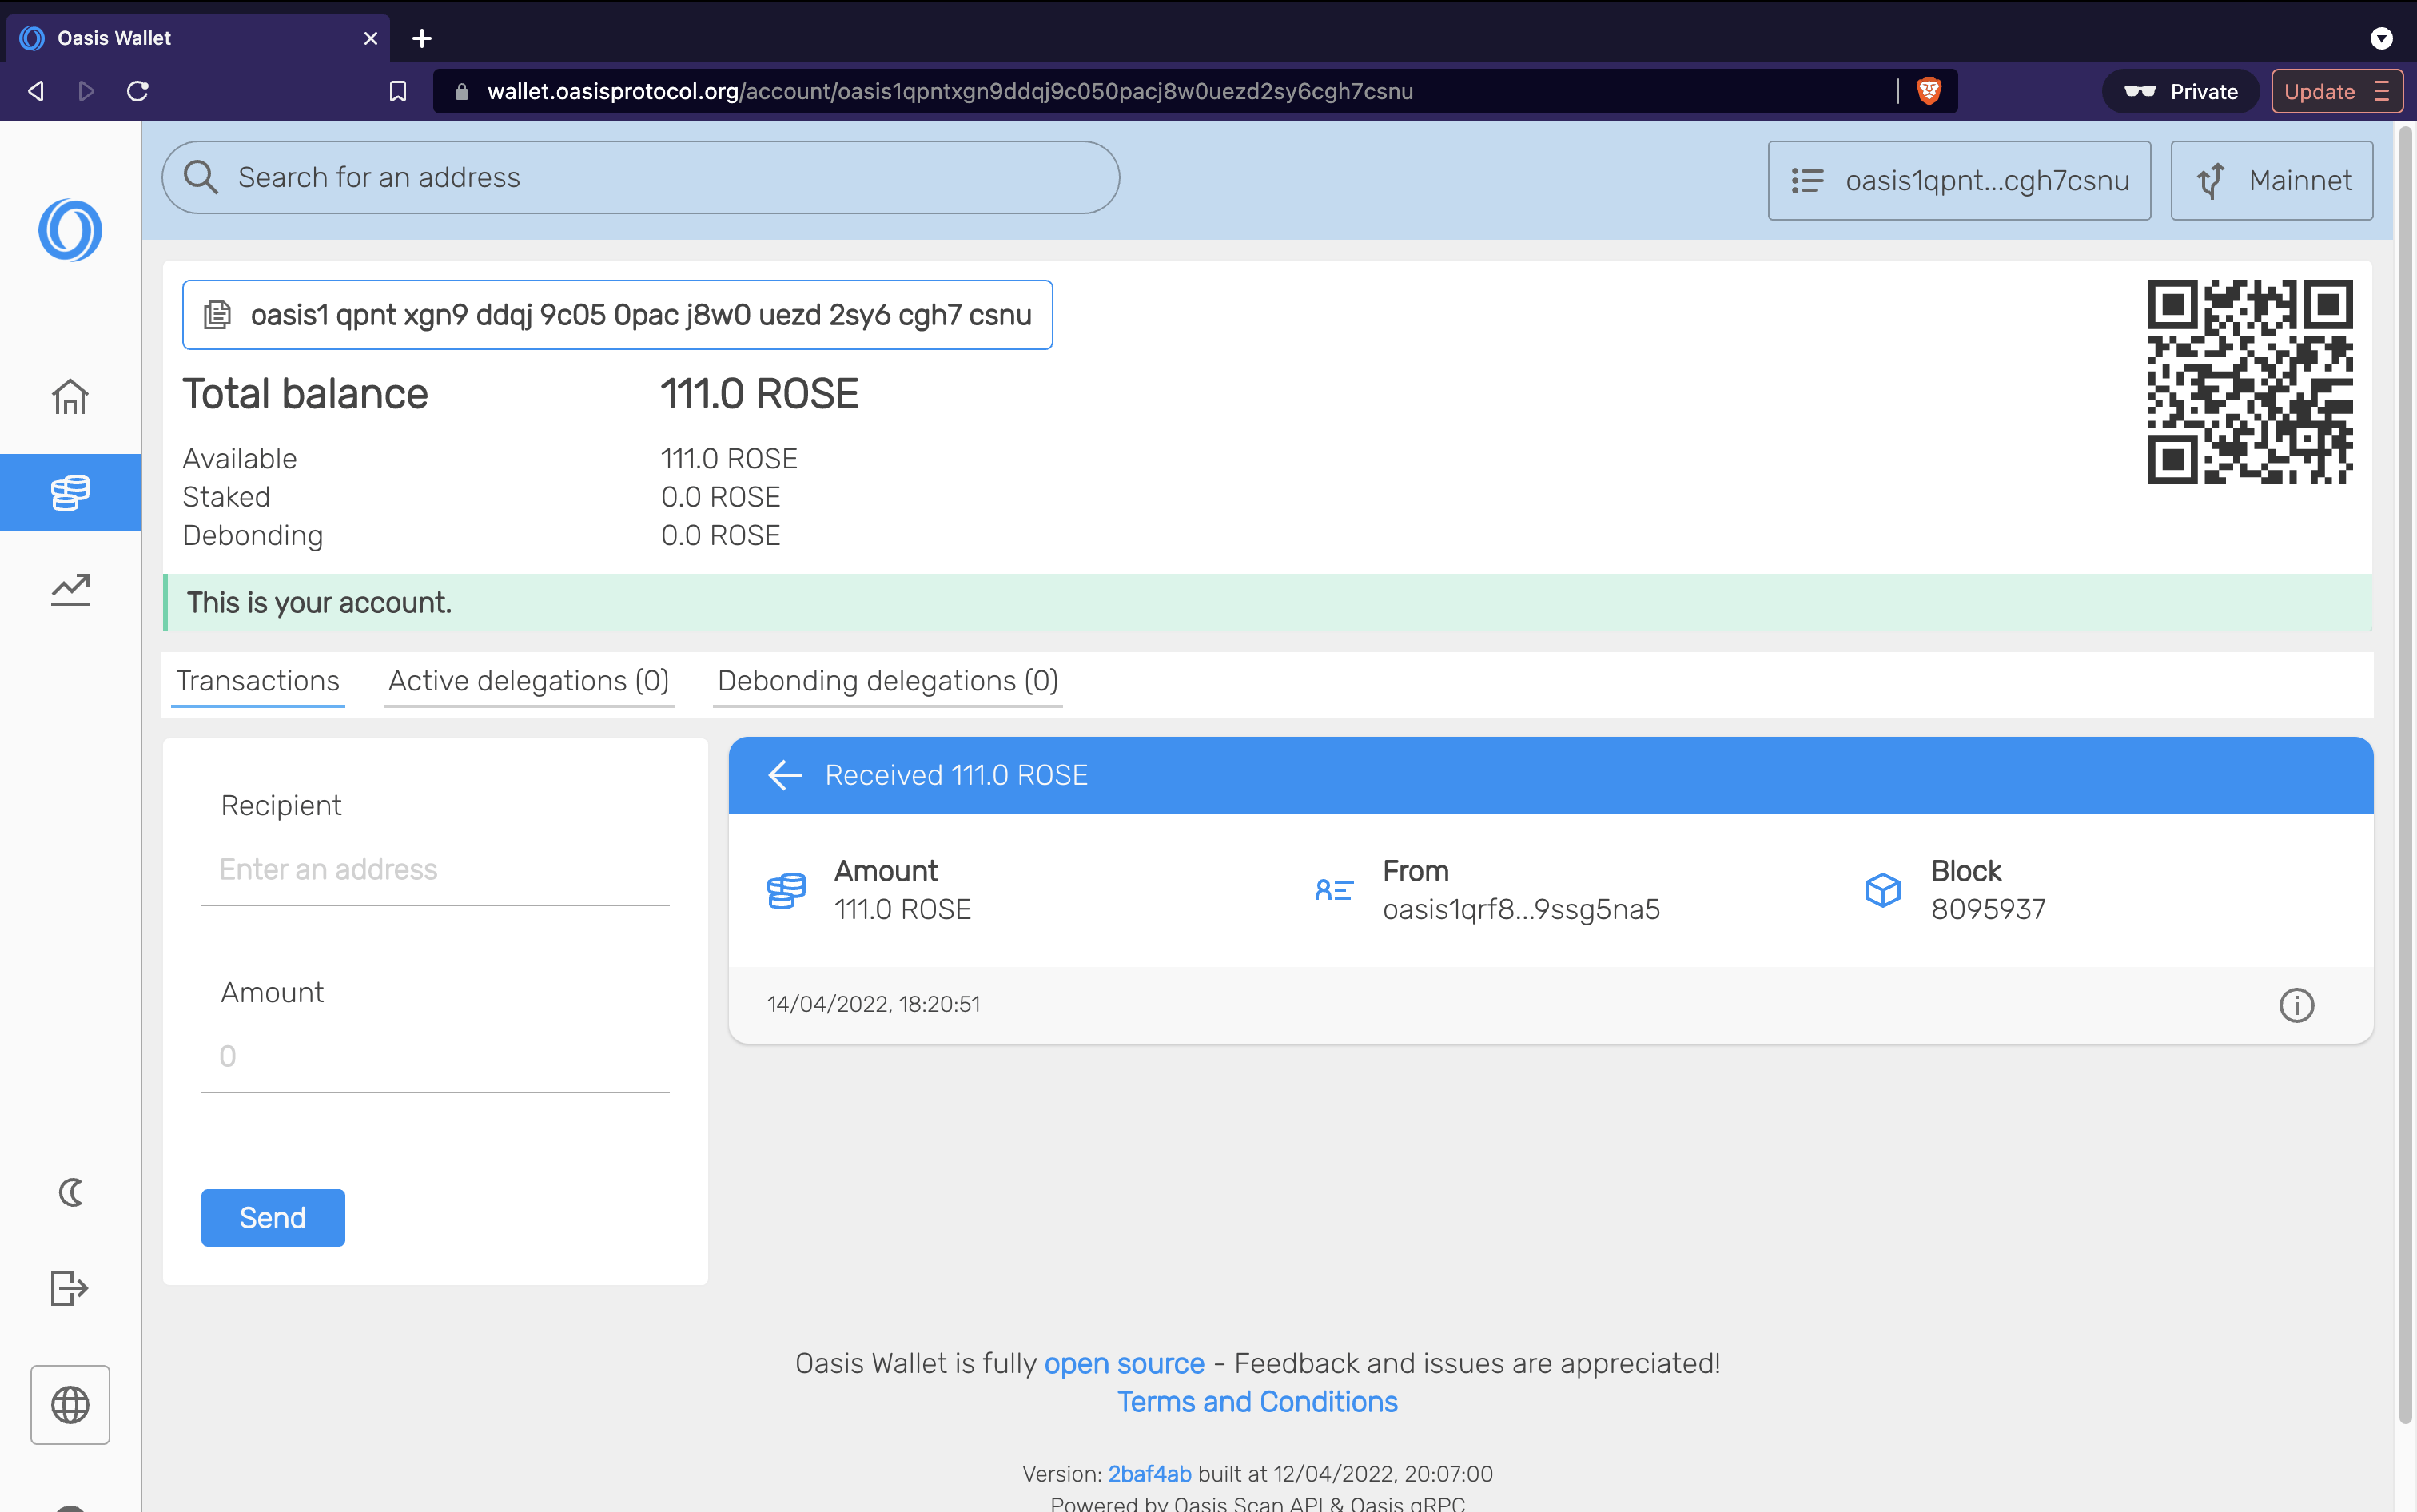 Oasis Wallet
wallet.oasisprotocol.org/account/oasis1qpntxgn9ddqj9c050pacj8w0uezd2sy6cgh7csnu
Private
Update
Search for an address
oasis1qpnt...cgh7csnu
Mainnet
oasis1 qpnt xgn9 ddqj 9c05 0pac j8w0 uezd 2sy6 cgh7 csnu
Total balance 111.0 ROSE
Available 111.0 ROSE
Staked 0.0 ROSE
Debonding 0.0 ROSE
This is your account.
Transactions Active delegations (0) Debonding delegations (0)
Recipient
Enter an address
Amount
0
Send
Received 111.0 ROSE
Amount
111.0 ROSE
From
oasis1qrf8...9ssg5na5
Block
8095937
14/04/2022, 18:20:51
Oasis Wallet is fully open source - Feedback and issues are appreciated!
Terms and Conditions
Version: 2baf4ab built at 12/04/2022, 20:07:00
Powered by Oasis Scan API & Oasis gRPC